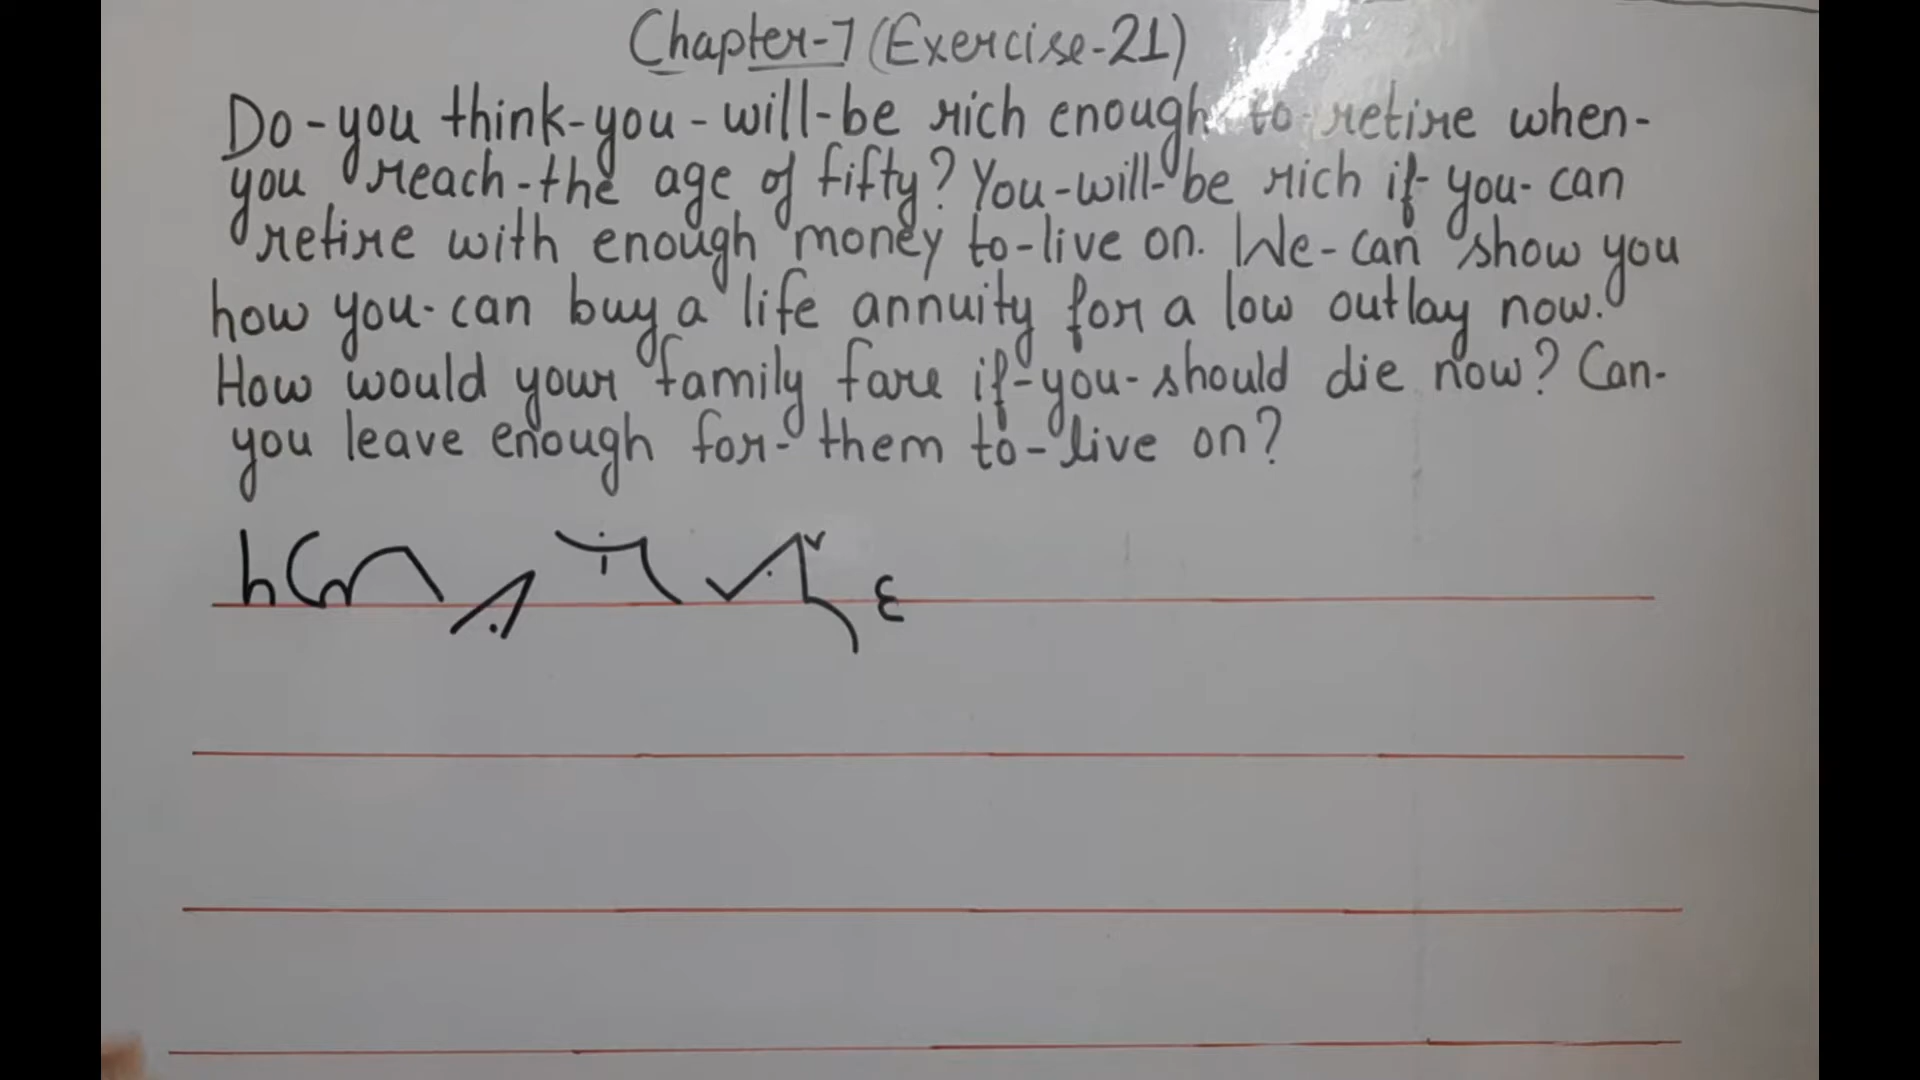 Chapter-7 (Exercise-21)
Do-you think-you-will-be rich enough to-retire when-
you reach-the age of fifty? You-will-be rich if-you-can
retire with enough money to-live on. We-can show you
how you-can buy a life annuity for a low outlay now.
How would your family fare if-you-should die now? Can-
you leave enough for-them to-live on?